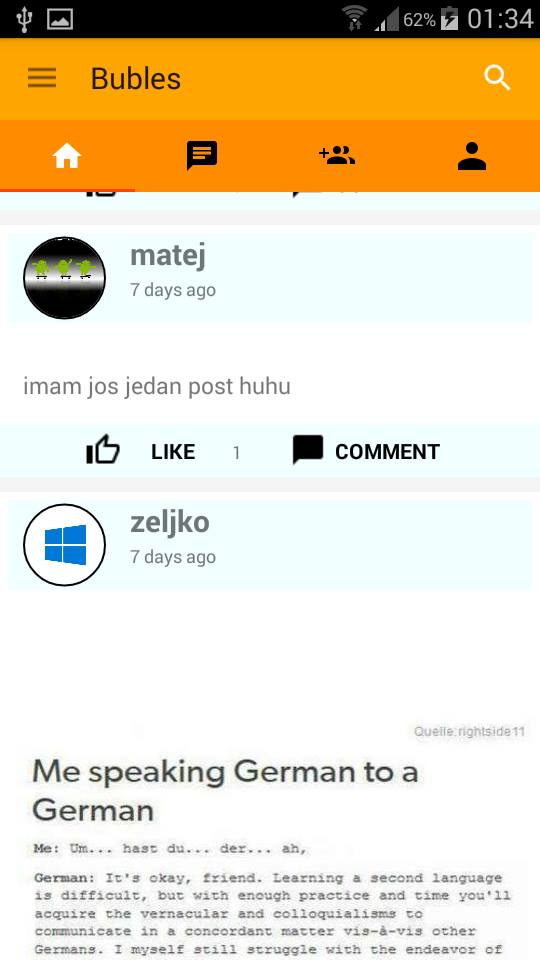 62% 01:34
Bubles
matej
7 days ago
imam jos jedan post huhu
LIKE 1 COMMENT
zeljko
7 days ago
Quelle:rightside11
Me speaking German to a
German
Me: Um... hast du... der... ah,
German: It's okay, friend. Learning a second language
is difficult, but with enough practice and time you'll
acquire the vernacular and colloquialisms to
communicate in a concordant matter vis-à-vis other
Germans. I myself still struggle with the endeavor of